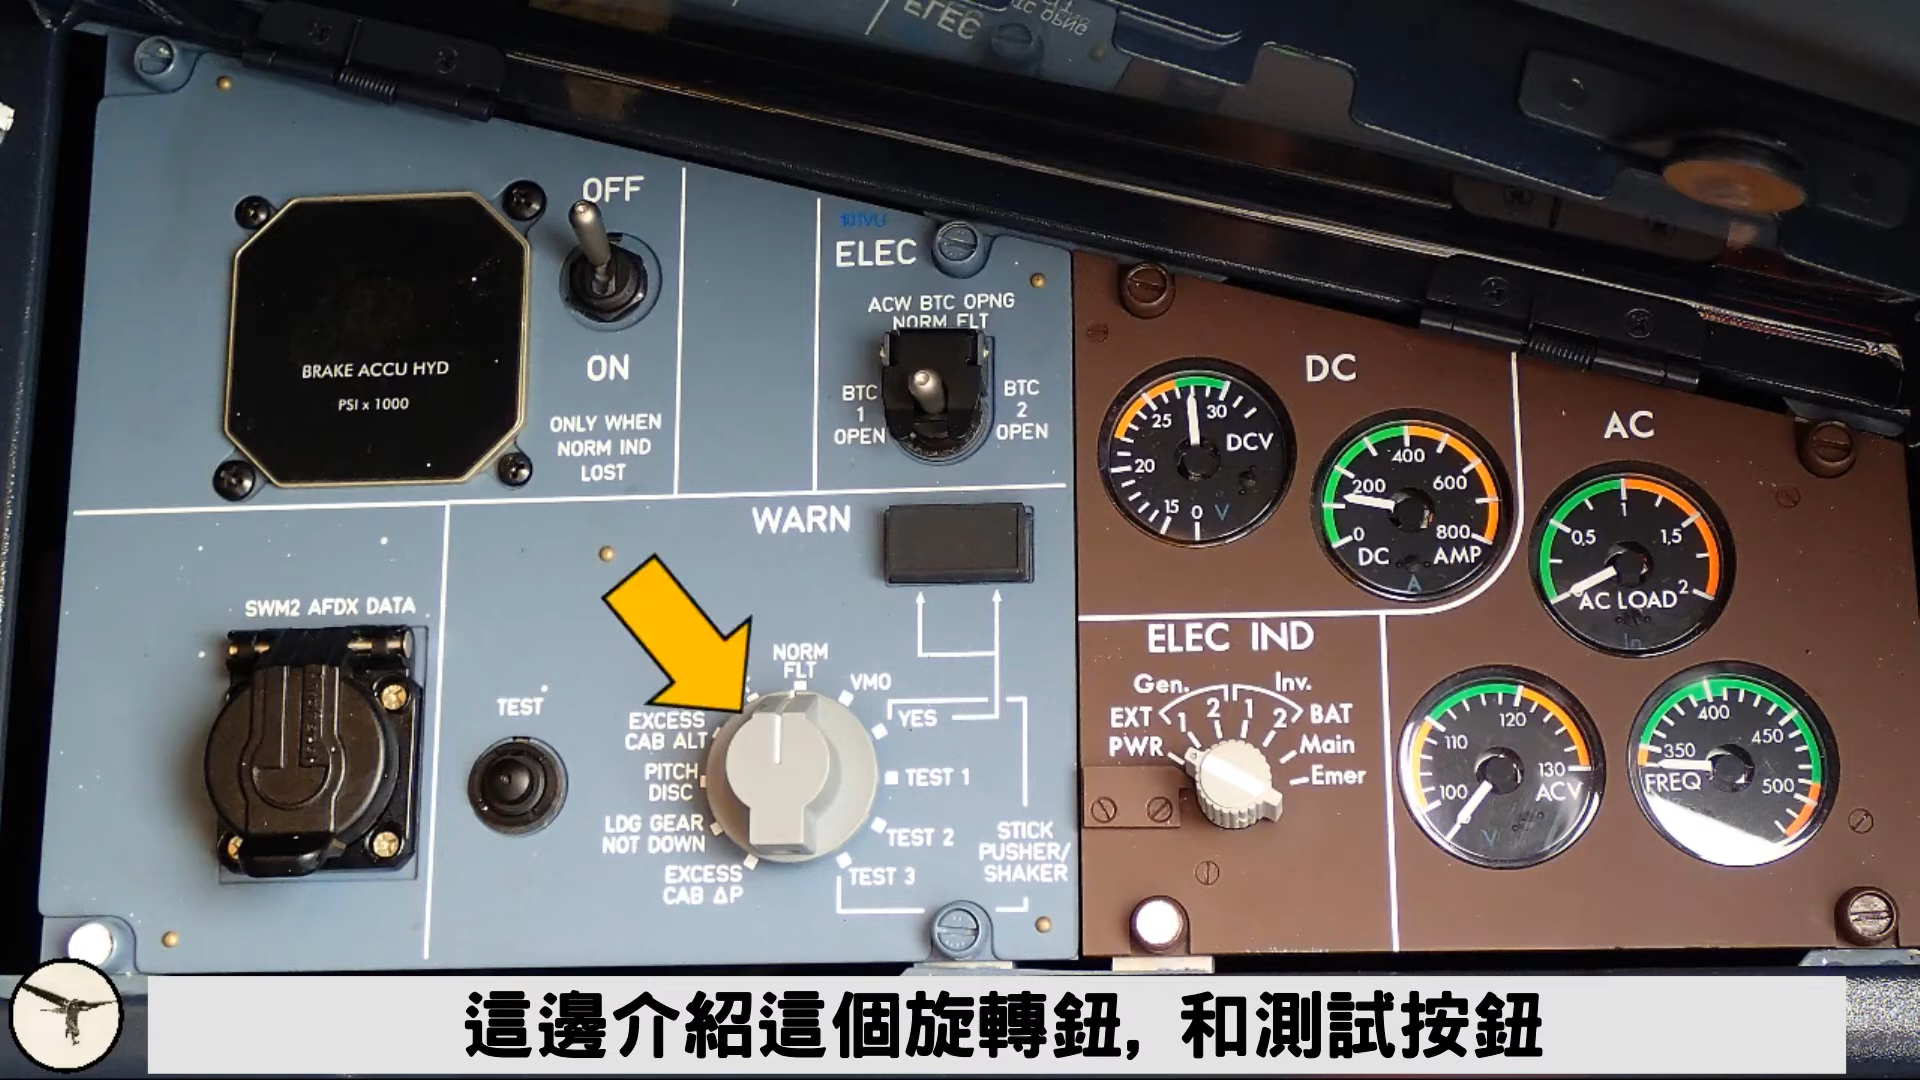 OFF
BRAKE ACCU HYD
PSI x 1000
ON
ONLY WHEN
NORM IND
LOST
101VU
ELEC
ACW BTC OPNG
NORM FLT
BTC
1
OPEN
BTC
2
OPEN
WARN
SWM2 AFDX DATA
TEST
NORM
FLT
VMO
YES
TEST 1
TEST 2
TEST 3
STICK
PUSHER/
SHAKER
EXCESS
CAB ALT
PITCH
DISC
LDG GEAR
NOT DOWN
EXCESS
CAB ΔP
DC
25 30
DCV
20
15 0 V
400
200 600
0 800
DC AMP
A
AC
1
0,5 1,5
2
AC LOAD
In
ELEC IND
Gen. Inv.
EXT 1 2 1 2 BAT
PWR Main
Emer
120
110
130
100 ACV
V
400
350 450
FREQ 500
這邊介紹這個旋轉鈕, 和測試按鈕